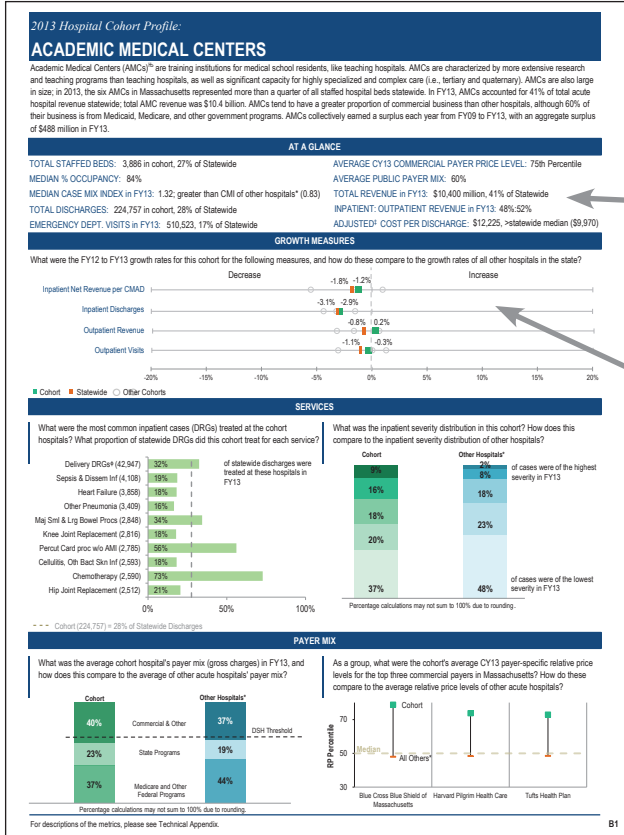 2013 Hospital Cohort Profile:
ACADEMIC MEDICAL CENTERS
Academic Medical Centers (AMCs)⁹ᵇ are training institutions for medical school residents, like teaching hospitals. AMCs are characterized by more extensive research
and teaching programs than teaching hospitals, as well as significant capacity for highly specialized and complex care (i.e., tertiary and quaternary). AMCs are also large
in size; in 2013, the six AMCs in Massachusetts represented more than a quarter of all staffed hospital beds statewide. In FY13, AMCs accounted for 41% of total acute
hospital revenue statewide; total AMC revenue was $10.4 billion. AMCs tend to have a greater proportion of commercial business than other hospitals, although 60% of
their business is from Medicaid, Medicare, and other government programs. AMCs collectively earned a surplus each year from FY09 to FY13, with an aggregate surplus
of $488 million in FY13.
AT A GLANCE
TOTAL STAFFED BEDS: 3,886 in cohort, 27% of Statewide
MEDIAN % OCCUPANCY: 84%
MEDIAN CASE MIX INDEX in FY13: 1.32; greater than CMI of other hospitals* (0.83)
TOTAL DISCHARGES: 224,757 in cohort, 28% of Statewide
EMERGENCY DEPT. VISITS in FY13: 510,523, 17% of Statewide
AVERAGE CY13 COMMERCIAL PAYER PRICE LEVEL: 75th Percentile
AVERAGE PUBLIC PAYER MIX: 60%
TOTAL REVENUE in FY13: $10,400 million, 41% of Statewide
INPATIENT: OUTPATIENT REVENUE in FY13: 48%:52%
ADJUSTED‡ COST PER DISCHARGE: $12,225, >statewide median ($9,970)
GROWTH MEASURES
What were the FY12 to FY13 growth rates for this cohort for the following measures, and how do these compare to the growth rates of all other hospitals in the state?
Decrease Increase
Inpatient Net Revenue per CMAD -1.8% -1.2%
Inpatient Discharges -3.1% -2.9%
Outpatient Revenue -0.8% 0.2%
Outpatient Visits -1.1% -0.3%
-20% -15% -10% -5% 0% 5% 10% 15% 20%
Cohort Statewide Other Cohorts
SERVICES
What were the most common inpatient cases (DRGs) treated at the cohort
hospitals? What proportion of statewide DRGs did this cohort treat for each service?
Delivery DRGs⁰ (42,947) 32%
Sepsis & Dissem Inf (4,108) 19%
Heart Failure (3,858) 18%
Other Pneumonia (3,409) 16%
Maj Sml & Lrg Bowel Procs (2,848) 34%
Knee Joint Replacement (2,816) 18%
Percut Card proc w/o AMI (2,785) 56%
Cellulitis, Oth Bact Skn Inf (2,593) 18%
Chemotherapy (2,590) 73%
Hip Joint Replacement (2,512) 21%
of statewide discharges were
treated at these hospitals in
FY13
0% 50% 100%
Cohort (224,757) = 28% of Statewide Discharges
What was the inpatient severity distribution in this cohort? How does this
compare to the inpatient severity distribution of other hospitals?
Cohort Other Hospitals*
9% 2%
16% 8%
18% 18%
20% 23%
37% 48%
of cases were of the highest
severity in FY13
of cases were of the lowest
severity in FY13
Percentage calculations may not sum to 100% due to rounding.
PAYER MIX
What was the average cohort hospital's payer mix (gross charges) in FY13, and
how does this compare to the average of other acute hospitals' payer mix?
Cohort Other Hospitals*
40% Commercial & Other 37%
DSH Threshold
23% State Programs 19%
37% Medicare and Other
Federal Programs 44%
Percentage calculations may not sum to 100% due to rounding.
As a group, what were the cohort's average CY13 payer-specific relative price
levels for the top three commercial payers in Massachusetts? How do these
compare to the average relative price levels of other acute hospitals?
RP Percentile
70
50
30
Cohort
Median
All Others*
Blue Cross Blue Shield of
Massachusetts
Harvard Pilgrim Health Care
Tufts Health Plan
For descriptions of the metrics, please see Technical Appendix.
B1